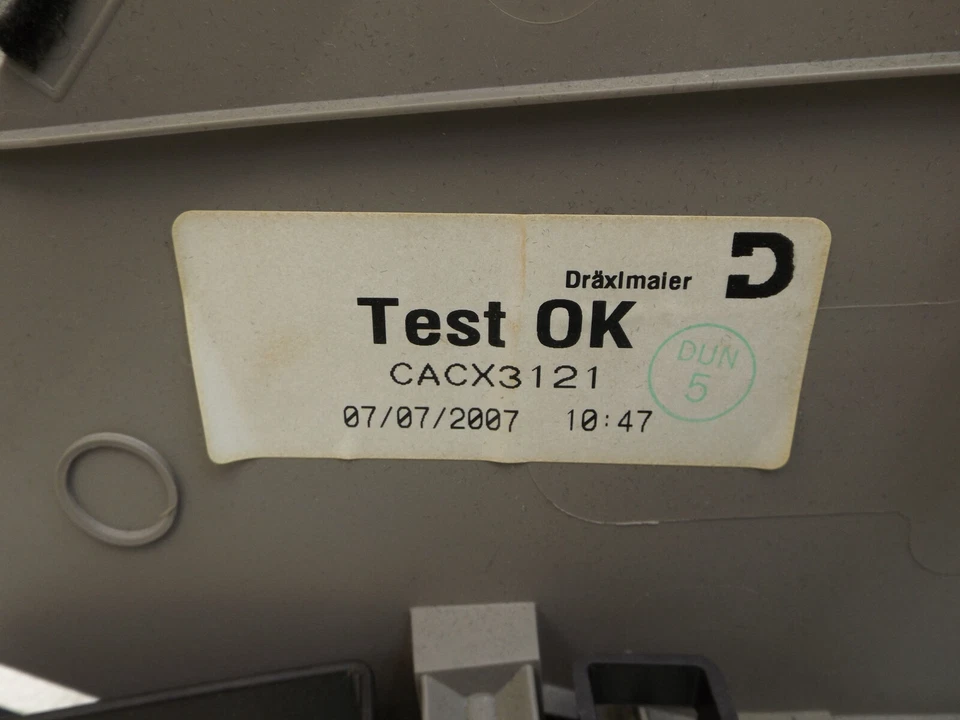 Dräxlmaier
Test OK
CACX3121
DUN
5
07/07/2007 10:47